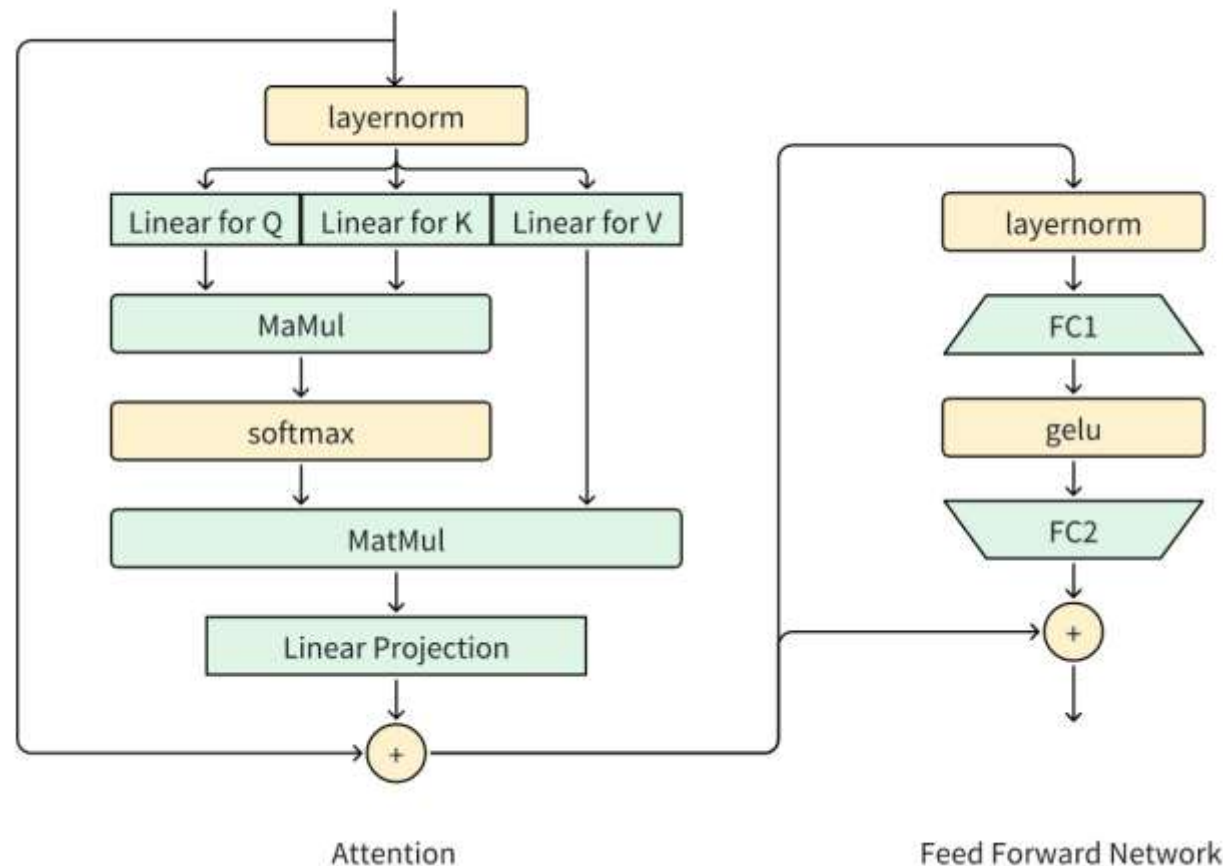 layernorm
Linear for Q Linear for K Linear for V
MaMul
softmax
MatMul
Linear Projection
+
Attention
layernorm
FC1
gelu
FC2
+
Feed Forward Network